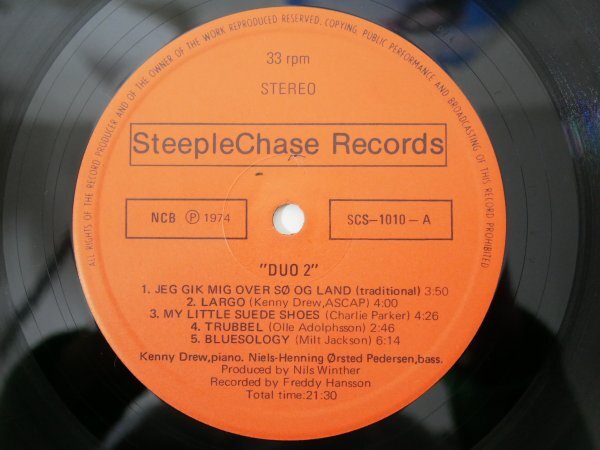 ALL RIGHTS OF THE RECORD PRODUCER AND OF THE OWNER OF THE WORK REPRODUCED RESERVED. COPYING, PUBLIC PERFORMANCE AND BROADCASTING OF THIS RECORD PROHIBITED
33 rpm
STEREO
SteepleChase Records
NCB Ⓟ 1974
SCS-1010-A
"DUO 2"
1. JEG GIK MIG OVER SØ OG LAND (traditional) 3:50
2. LARGO (Kenny Drew,ASCAP) 4:00
3. MY LITTLE SUEDE SHOES (Charlie Parker) 4:26
4. TRUBBEL (Olle Adolphsson) 2:46
5. BLUESOLOGY (Milt Jackson) 6:14
Kenny Drew,piano. Niels-Henning Ørsted Pedersen,bass.
Produced by Nils Winther
Recorded by Freddy Hansson
Total time:21:30